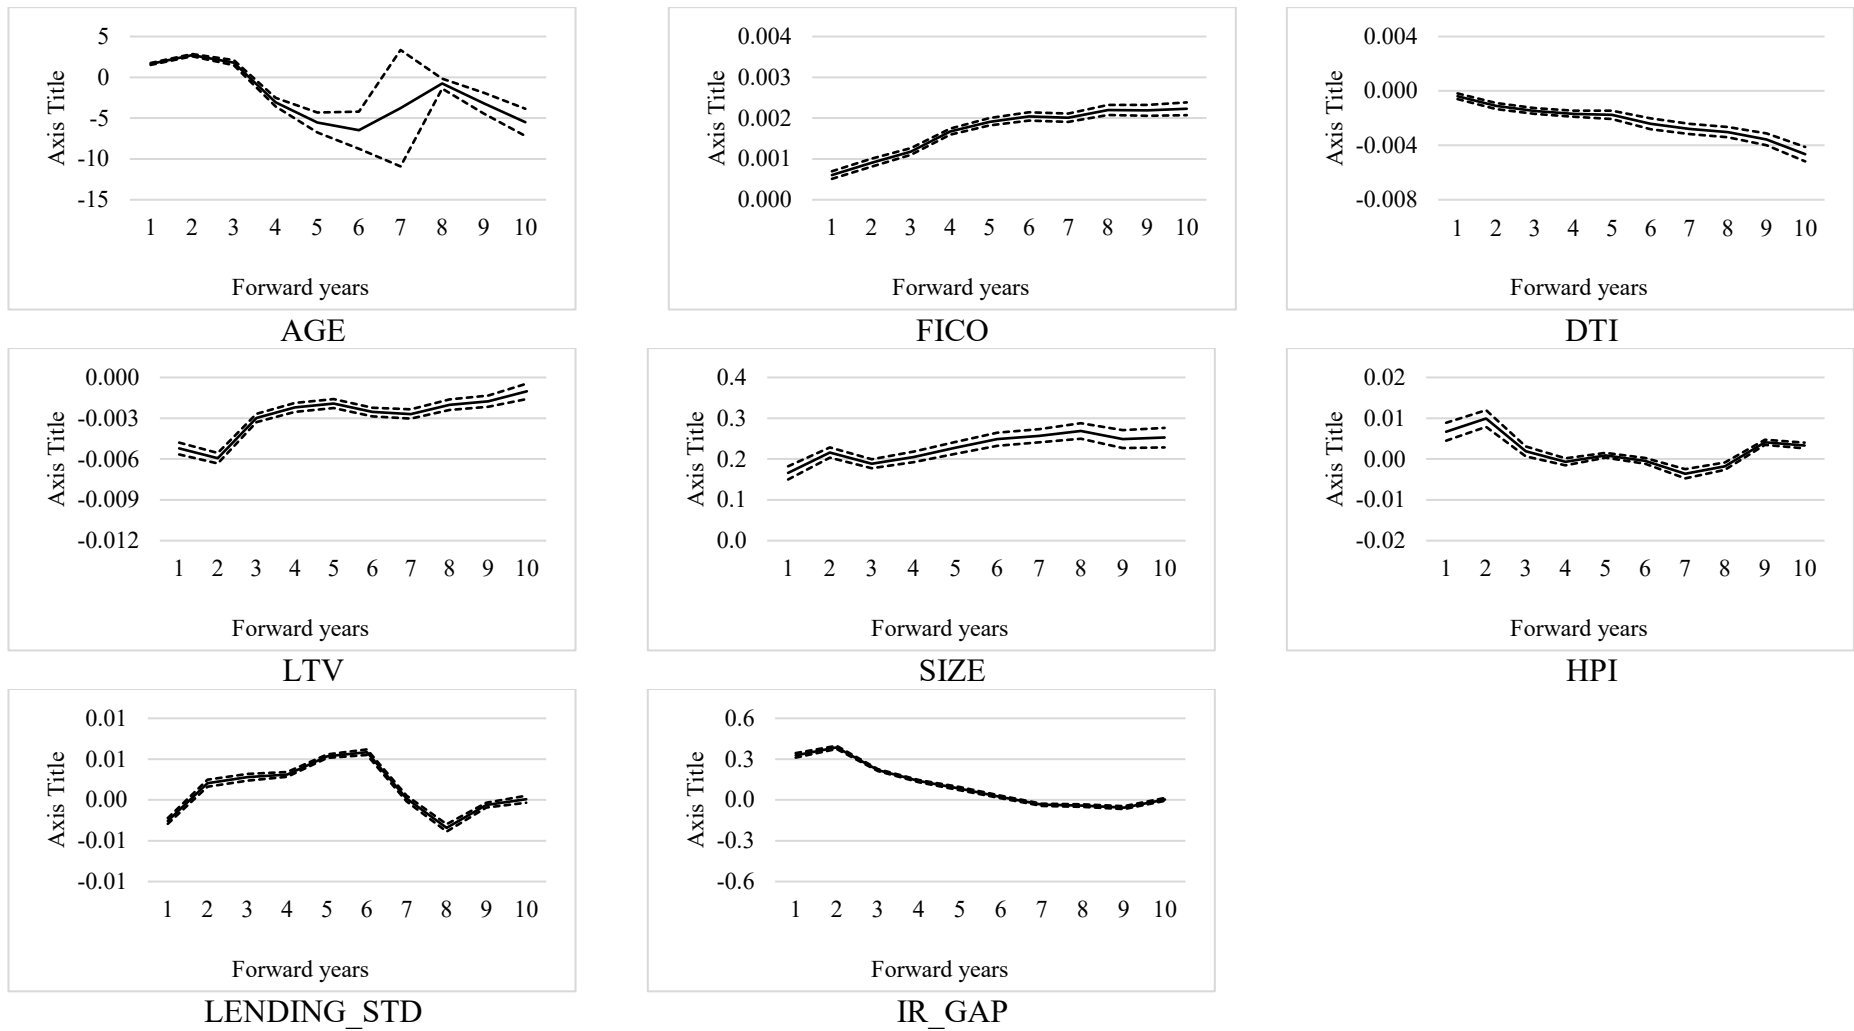 5
0
-5
-10
-15
Axis Title
1 2 3 4 5 6 7 8 9 10
Forward years
AGE
0.004
0.003
0.002
0.001
0.000
Axis Title
1 2 3 4 5 6 7 8 9 10
Forward years
FICO
0.004
0.000
-0.004
-0.008
Axis Title
1 2 3 4 5 6 7 8 9 10
Forward years
DTI
0.000
-0.003
-0.006
-0.009
-0.012
Axis Title
1 2 3 4 5 6 7 8 9 10
Forward years
LTV
0.4
0.3
0.2
0.1
0.0
Axis Title
1 2 3 4 5 6 7 8 9 10
Forward years
SIZE
0.02
0.01
0.00
-0.01
-0.02
Axis Title
1 2 3 4 5 6 7 8 9 10
Forward years
HPI
0.01
0.01
0.00
-0.01
-0.01
Axis Title
1 2 3 4 5 6 7 8 9 10
Forward years
LENDING_STD
0.6
0.3
0.0
-0.3
-0.6
Axis Title
1 2 3 4 5 6 7 8 9 10
Forward years
IR_GAP